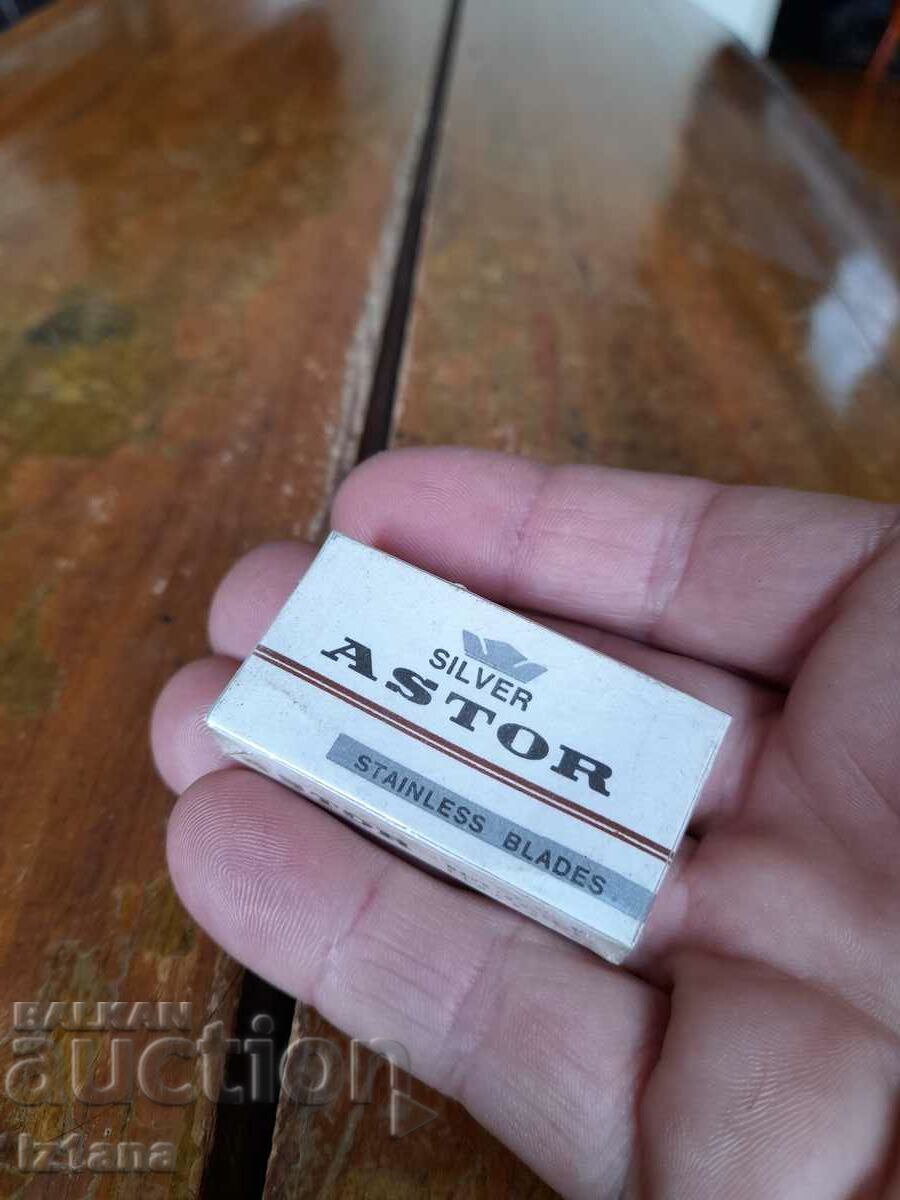 SILVER
ASTOR
STAINLESS BLADES
BALKAN
auction
Iztana